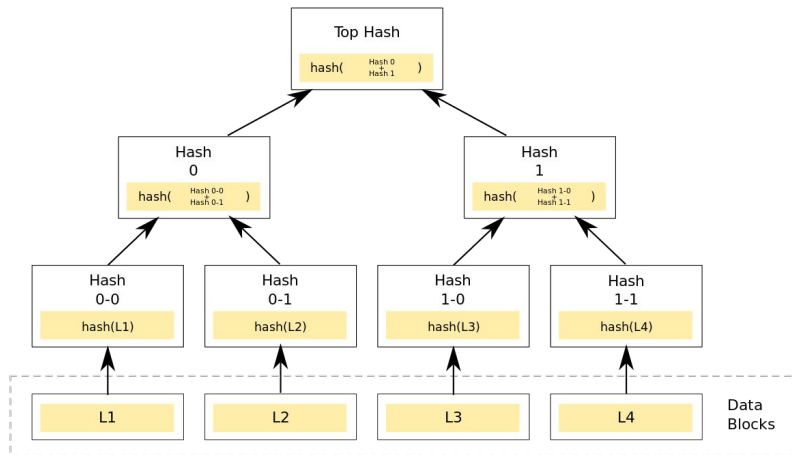 Top Hash
hash( Hash 0 + Hash 1 )
Hash
0
hash( Hash 0-0 + Hash 0-1 )
Hash
1
hash( Hash 1-0 + Hash 1-1 )
Hash
0-0
hash(L1)
Hash
0-1
hash(L2)
Hash
1-0
hash(L3)
Hash
1-1
hash(L4)
L1
L2
L3
L4
Data
Blocks